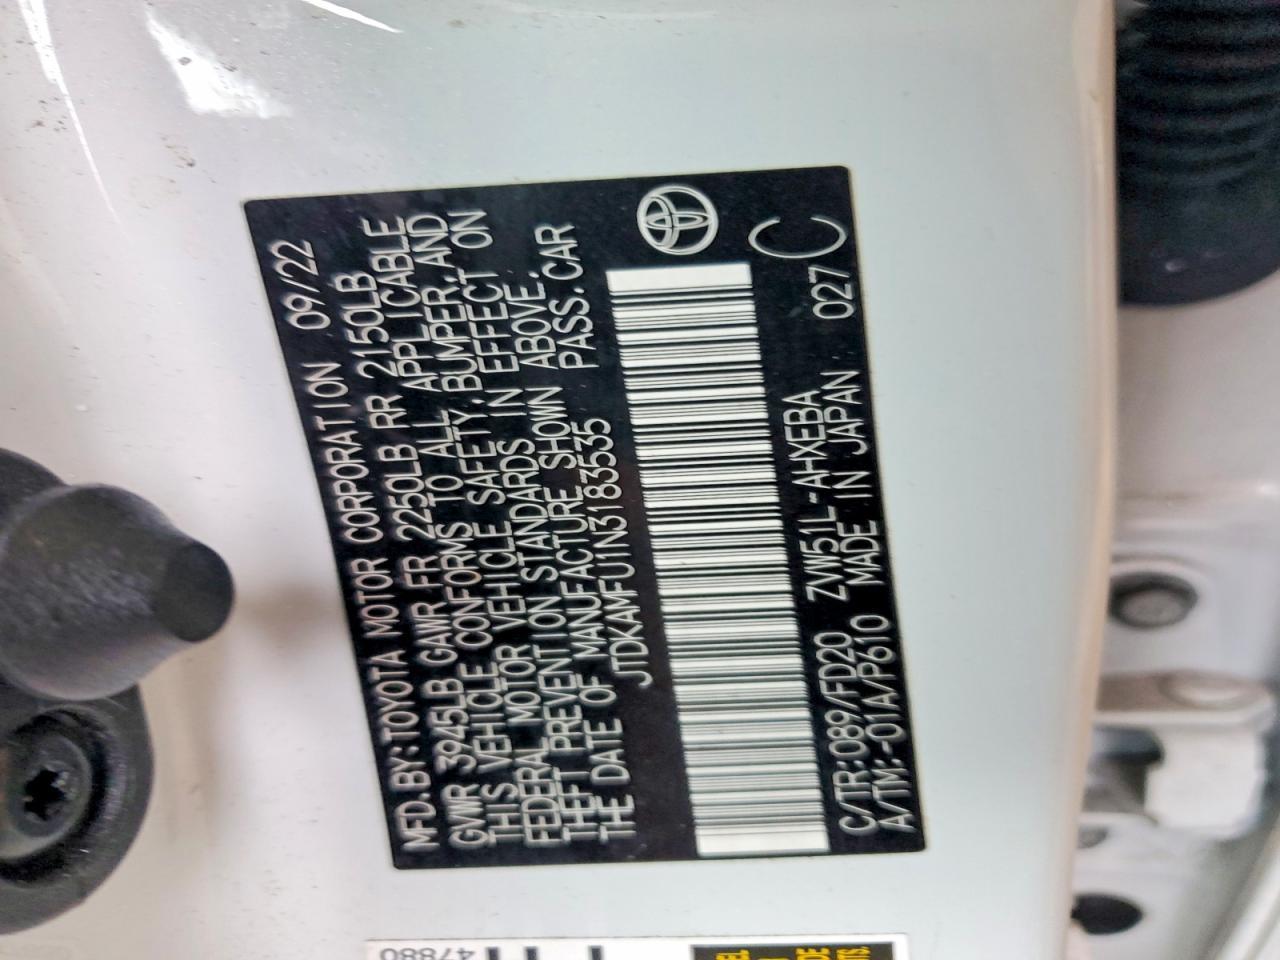 MFD.BY:TOYOTA MOTOR CORPORATION 09/22
GVWR 3945LB GAWR FR 2250LB RR 2150LB
THIS VEHICLE CONFORMS TO ALL APPLICABLE
FEDERAL MOTOR VEHICLE SAFETY,BUMPER,AND
THEFT PREVENTION STANDARDS IN EFFECT ON
THE DATE OF MANUFACTURE SHOWN ABOVE.
JTDKAMFU1N3183535 PASS.CAR
C/TR:089/FD20 ZVW51L-AHXEBA
A/TM:-01A/P610 MADE IN JAPAN 027 C
47880